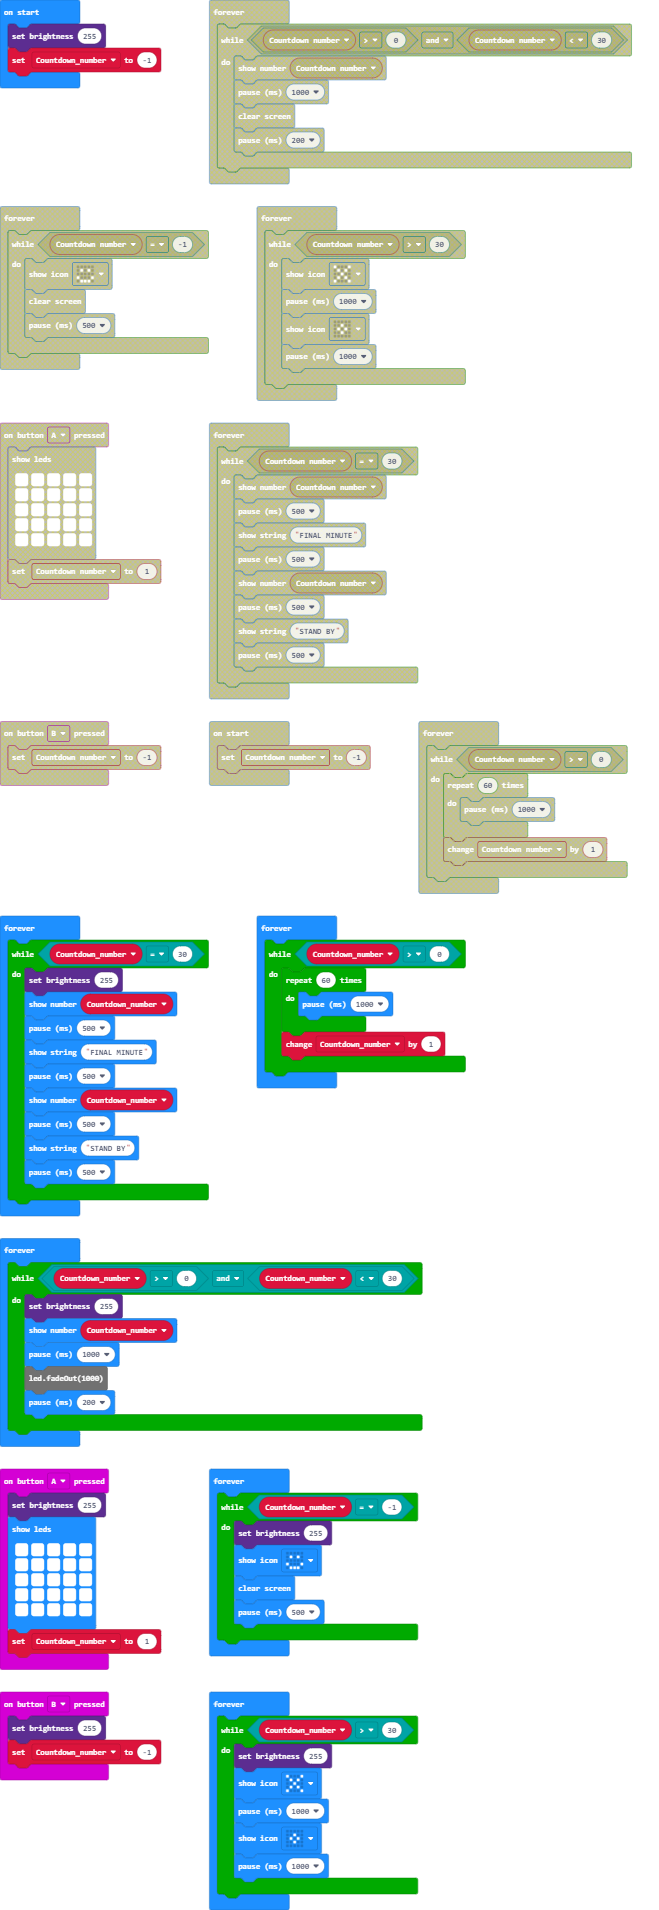 on start
set brightness 255
set Countdown_number to -1
forever
while Countdown number > 0 and Countdown number < 30
do
show number Countdown number
pause (ms) 1000
clear screen
pause (ms) 200
forever
while Countdown number = -1
do
show icon
clear screen
pause (ms) 500
forever
while Countdown number > 30
do
show icon
pause (ms) 1000
show icon
pause (ms) 1000
on button A pressed
show leds
set Countdown number to 1
forever
while Countdown number = 30
do
show number Countdown number
pause (ms) 500
show string "FINAL MINUTE"
pause (ms) 500
show number Countdown number
pause (ms) 500
show string "STAND BY"
pause (ms) 500
on button B pressed
set Countdown number to -1
on start
set Countdown number to -1
forever
while Countdown number > 0
do
repeat 60 times
do
pause (ms) 1000
change Countdown number by 1
forever
while Countdown_number = 30
do
set brightness 255
show number Countdown_number
pause (ms) 500
show string "FINAL MINUTE"
pause (ms) 500
show number Countdown_number
pause (ms) 500
show string "STAND BY"
pause (ms) 500
forever
while Countdown_number > 0
do
repeat 60 times
do
pause (ms) 1000
change Countdown_number by 1
forever
while Countdown_number > 0 and Countdown_number < 30
do
set brightness 255
show number Countdown_number
pause (ms) 1000
led.fadeOut(1000)
pause (ms) 200
on button A pressed
set brightness 255
show leds
set Countdown_number to 1
forever
while Countdown_number = -1
do
set brightness 255
show icon
clear screen
pause (ms) 500
on button B pressed
set brightness 255
set Countdown_number to -1
forever
while Countdown_number > 30
do
set brightness 255
show icon
pause (ms) 1000
show icon
pause (ms) 1000